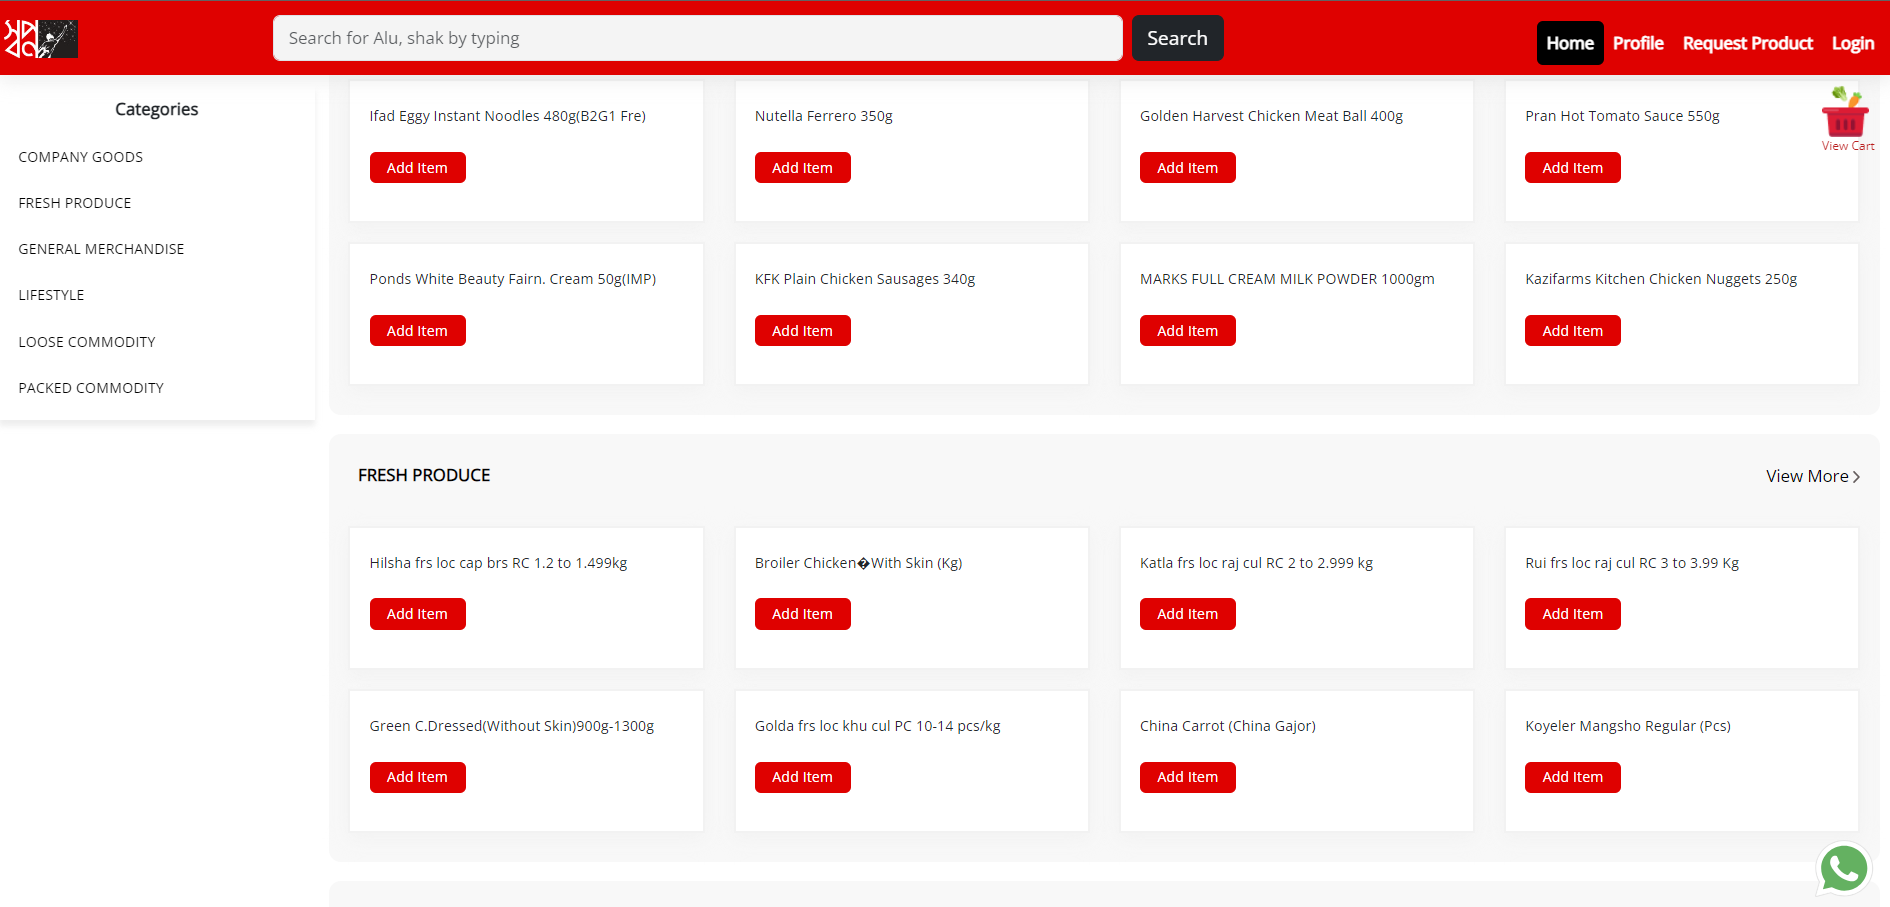 Search for Alu, shak by typing
Search
Home
Profile
Request Product
Login
Categories
COMPANY GOODS
FRESH PRODUCE
GENERAL MERCHANDISE
LIFESTYLE
LOOSE COMMODITY
PACKED COMMODITY
View Cart
Ifad Eggy Instant Noodles 480g(B2G1 Fre)
Add Item
Nutella Ferrero 350g
Add Item
Golden Harvest Chicken Meat Ball 400g
Add Item
Pran Hot Tomato Sauce 550g
Add Item
Ponds White Beauty Fairn. Cream 50g(IMP)
Add Item
KFK Plain Chicken Sausages 340g
Add Item
MARKS FULL CREAM MILK POWDER 1000gm
Add Item
Kazifarms Kitchen Chicken Nuggets 250g
Add Item
FRESH PRODUCE
View More
Hilsha frs loc cap brs RC 1.2 to 1.499kg
Add Item
Broiler Chicken�With Skin (Kg)
Add Item
Katla frs loc raj cul RC 2 to 2.999 kg
Add Item
Rui frs loc raj cul RC 3 to 3.99 Kg
Add Item
Green C.Dressed(Without Skin)900g-1300g
Add Item
Golda frs loc khu cul PC 10-14 pcs/kg
Add Item
China Carrot (China Gajor)
Add Item
Koyeler Mangsho Regular (Pcs)
Add Item